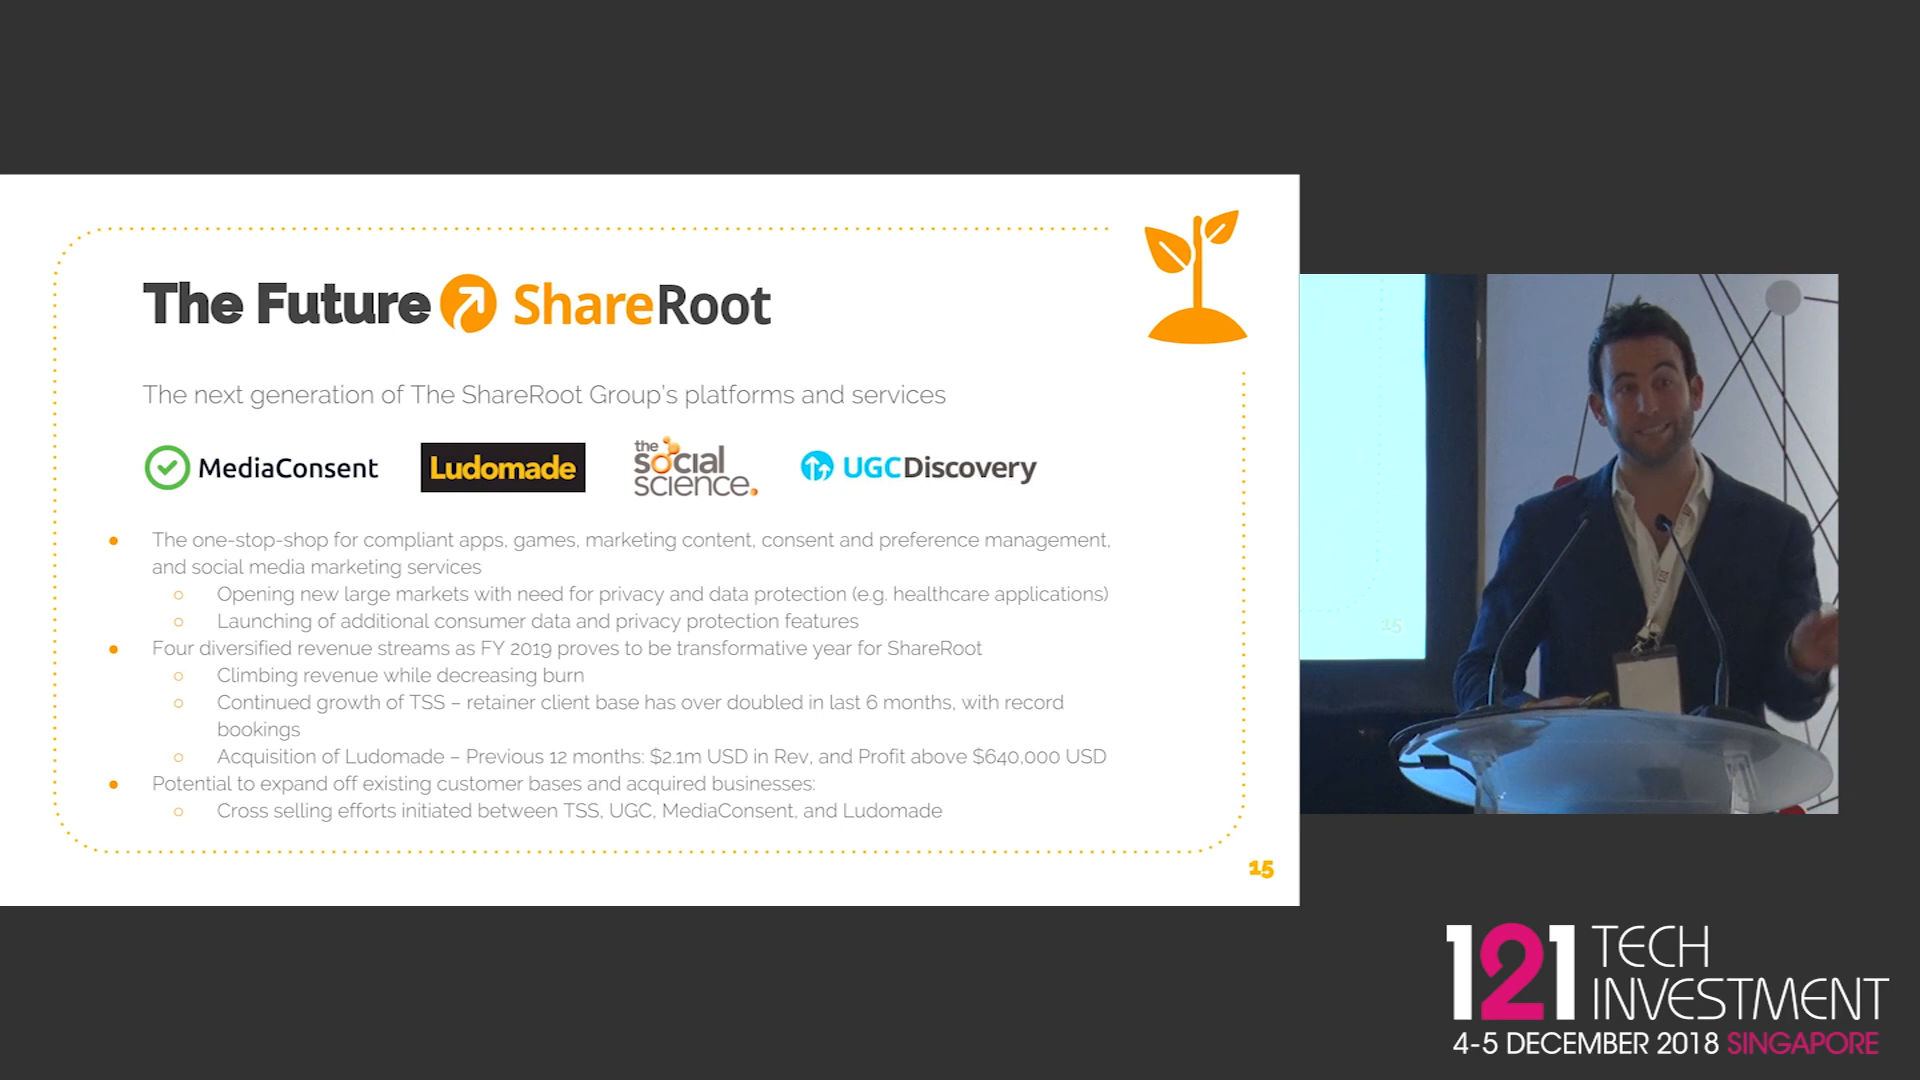 The Future ShareRoot
The next generation of The ShareRoot Group's platforms and services
MediaConsent
Ludomade
the
social
science.
UGCDiscovery
● The one-stop-shop for compliant apps, games, marketing content, consent and preference management,
and social media marketing services
○ Opening new large markets with need for privacy and data protection (e.g. healthcare applications)
○ Launching of additional consumer data and privacy protection features
● Four diversified revenue streams as FY 2019 proves to be transformative year for ShareRoot
○ Climbing revenue while decreasing burn
○ Continued growth of TSS – retainer client base has over doubled in last 6 months, with record
bookings
○ Acquisition of Ludomade – Previous 12 months: $2.1m USD in Rev, and Profit above $640,000 USD
● Potential to expand off existing customer bases and acquired businesses:
○ Cross selling efforts initiated between TSS, UGC, MediaConsent, and Ludomade
15
15
121 TECH
INVESTMENT
4-5 DECEMBER 2018 SINGAPORE